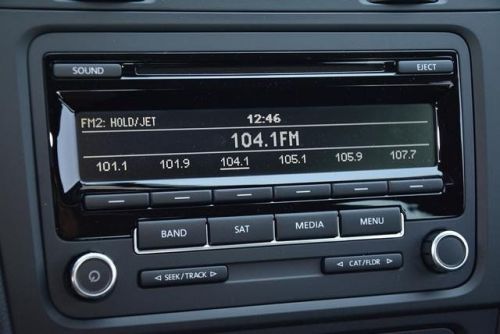 SOUND
EJECT
FM2: HOLD/JET 12:46
104.1FM
101.1 101.9 104.1 105.1 105.9 107.7
BAND SAT MEDIA MENU
SEEK/TRACK
CAT/FLDR